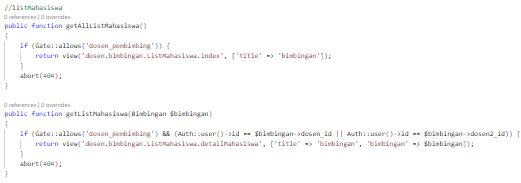 //listMahasiswa
0 references | 0 overrides
public function getAllListMahasiswa()
{
if (Gate::allows('dosen_pembimbing')) {
return view('dosen.bimbingan.ListMahasiswa.index', ['title' => 'bimbingan']);
}
abort(404);
}
0 references | 0 overrides
public function getListMahasiswa(Bimbingan $bimbingan)
{
if (Gate::allows('dosen_pembimbing') && (Auth::user()->id == $bimbingan->dosen_id || Auth::user()->id == $bimbingan->dosen2_id)) {
return view('dosen.bimbingan.ListMahasiswa.detailMahasiswa', ['title' => 'bimbingan', 'bimbingan' => $bimbingan]);
}
abort(404);
}